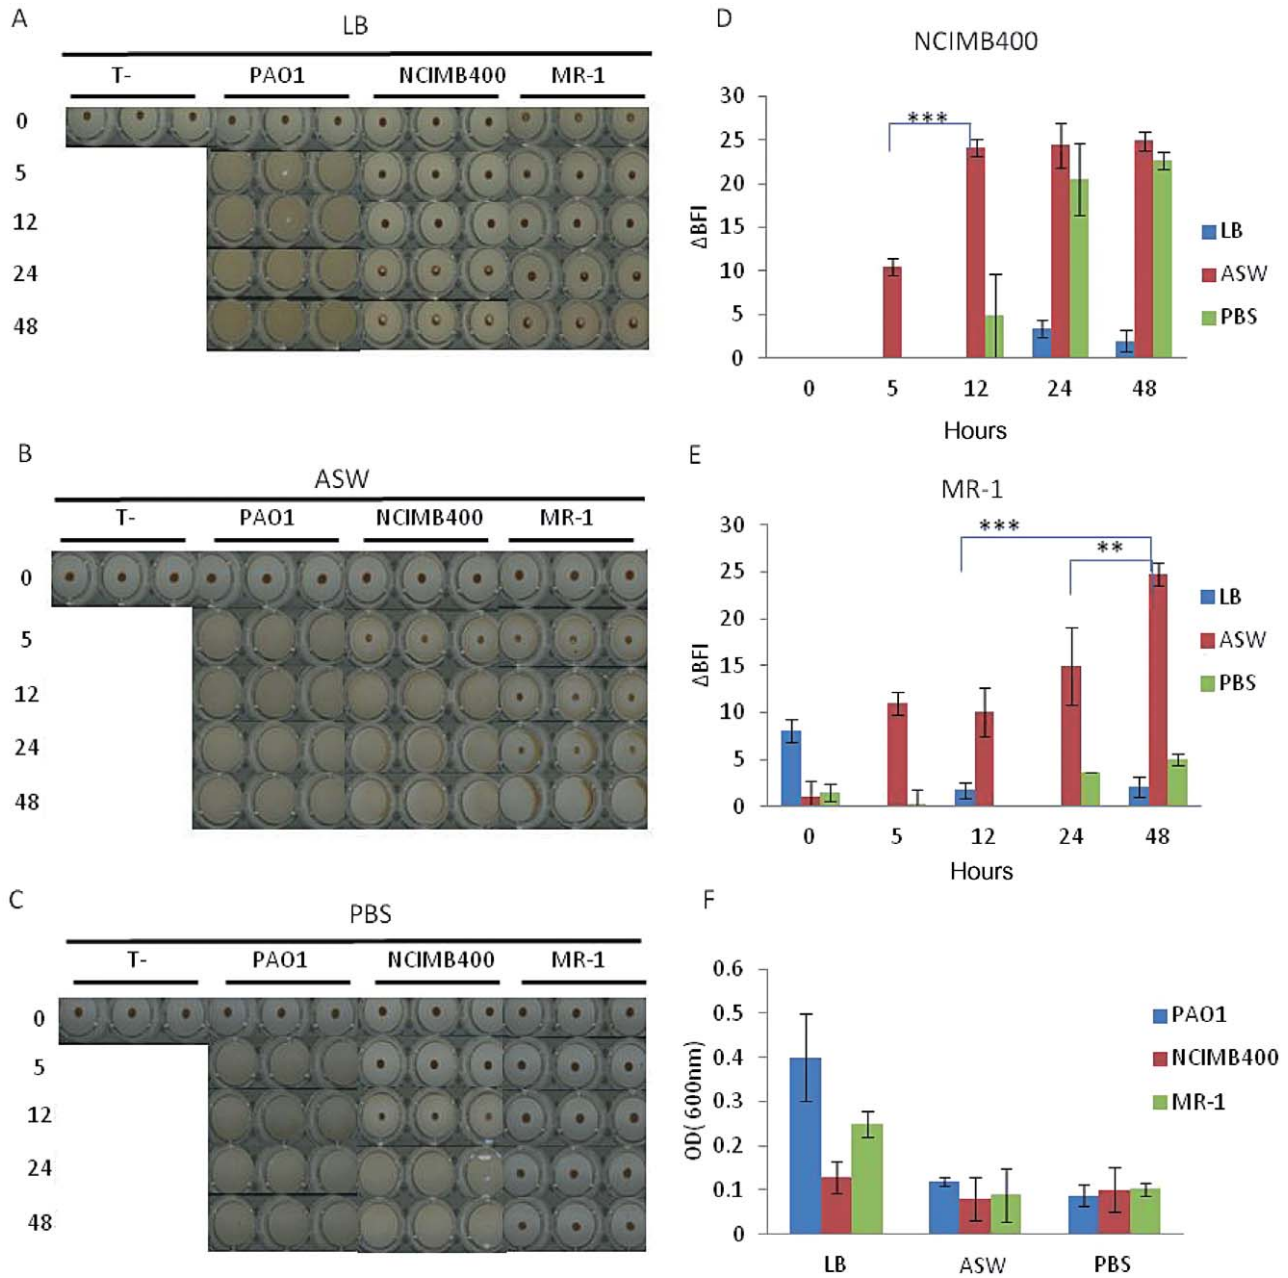 A
LB
T- PAO1 NCIMB400 MR-1
0
5
12
24
48
B
ASW
T- PAO1 NCIMB400 MR-1
0
5
12
24
48
C
PBS
T- PAO1 NCIMB400 MR-1
0
5
12
24
48
D
NCIMB400
30
25
20
15
10
5
0
ΔBFI
***
0 5 12 24 48
Hours
LB
ASW
PBS
E
MR-1
30
25
20
15
10
5
0
ΔBFI
***
**
0 5 12 24 48
Hours
LB
ASW
PBS
F
0.6
0.5
0.4
0.3
0.2
0.1
0
OD( 600nm)
LB ASW PBS
PAO1
NCIMB400
MR-1